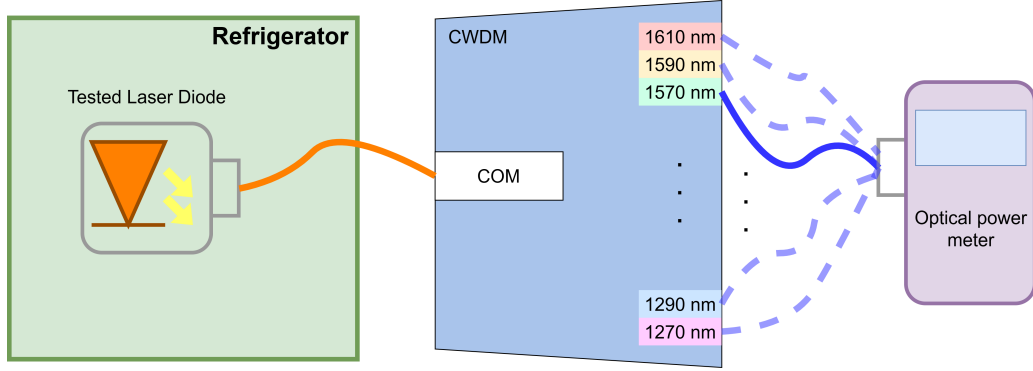 Refrigerator
Tested Laser Diode
CWDM
COM
1610 nm
1590 nm
1570 nm
1290 nm
1270 nm
Optical power
meter